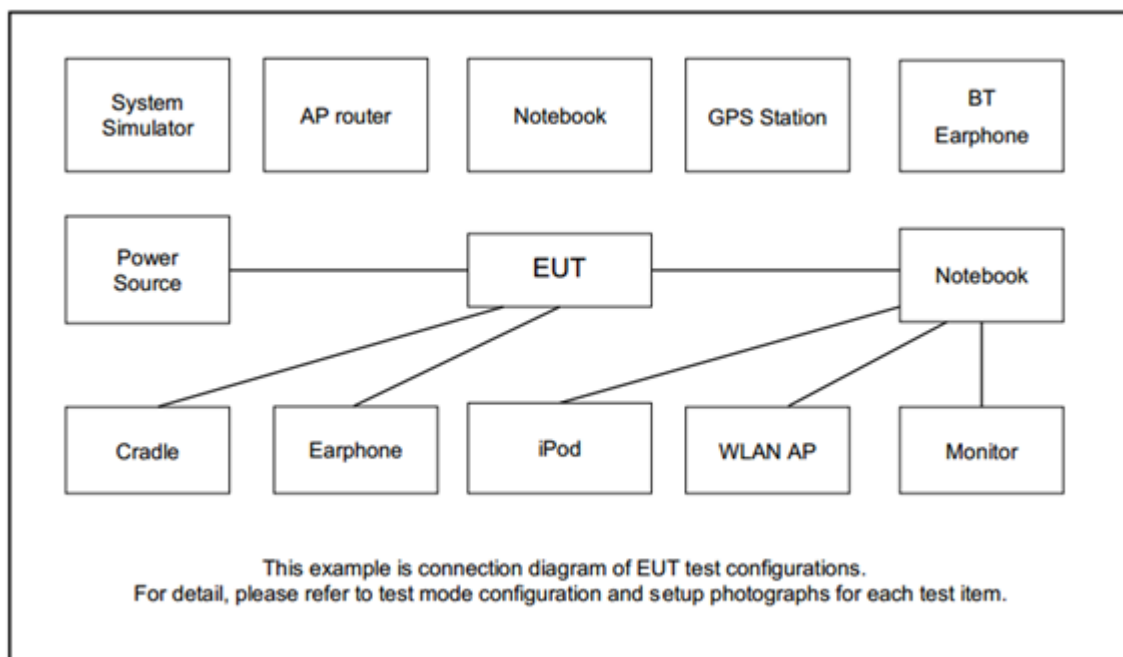 System
Simulator
AP router
Notebook
GPS Station
BT
Earphone
Power
Source
EUT
Notebook
Cradle
Earphone
iPod
WLAN AP
Monitor
This example is connection diagram of EUT test configurations.
For detail, please refer to test mode configuration and setup photographs for each test item.